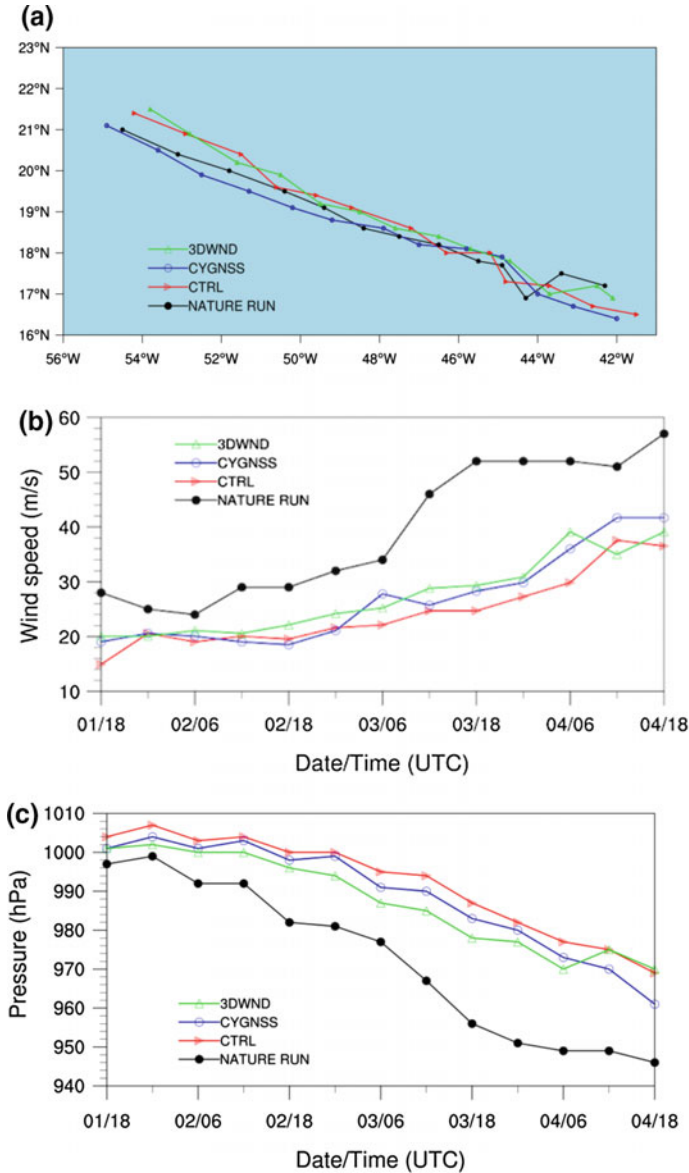 (a)
23°N
22°N
21°N
20°N
19°N
18°N
17°N
16°N
3DWND
CYGNSS
CTRL
NATURE RUN
56°W 54°W 52°W 50°W 48°W 46°W 44°W 42°W
(b)
Wind speed (m/s)
60
50
40
30
20
10
3DWND
CYGNSS
CTRL
NATURE RUN
01/18 02/06 02/18 03/06 03/18 04/06 04/18
Date/Time (UTC)
(c)
Pressure (hPa)
1010
1000
990
980
970
960
950
940
3DWND
CYGNSS
CTRL
NATURE RUN
01/18 02/06 02/18 03/06 03/18 04/06 04/18
Date/Time (UTC)